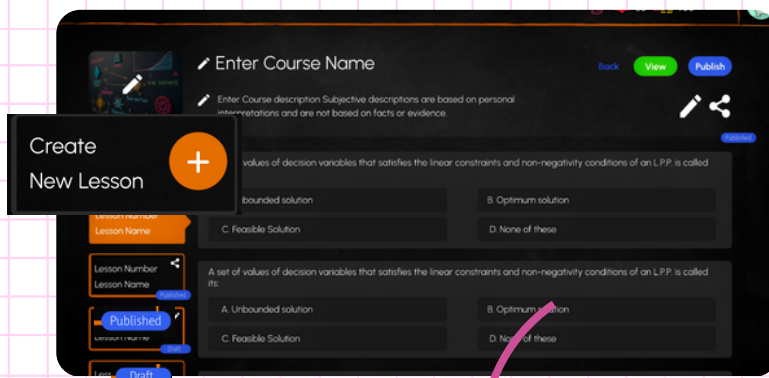 Enter Course Name
Back
View
Publish
Enter Course description Subjective descriptions are based on personal
interpretations and are not based on facts or evidence.
Published
Create
New Lesson
values of decision variables that satisfies the linear constraints and non-negativity conditions of an L.P.P. is called
bounded solution
B. Optimum solution
C. Feasible Solution
D. None of these
Lesson Number
Lesson Name
Lesson Number
Lesson Name
Published
A set of values of decision variables that satisfies the linear constraints and non-negativity conditions of an L.P.P. is called
its:
A. Unbounded solution
B. Optimum solution
C. Feasible Solution
D. None of these
Published
Lesson Name
Draft
Less
Draft